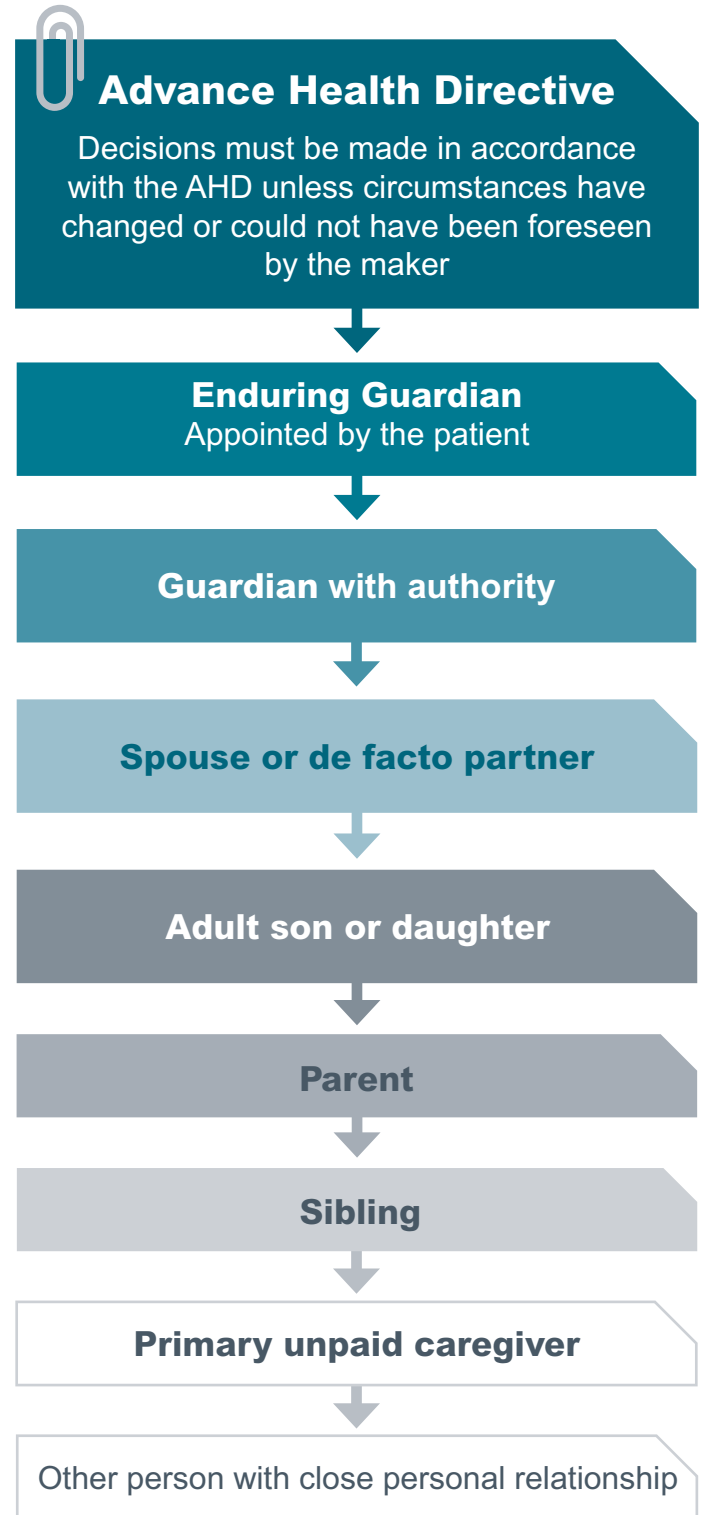 Advance Health Directive
Decisions must be made in accordance
with the AHD unless circumstances have
changed or could not have been foreseen
by the maker
Enduring Guardian
Appointed by the patient
Guardian with authority
Spouse or de facto partner
Adult son or daughter
Parent
Sibling
Primary unpaid caregiver
Other person with close personal relationship